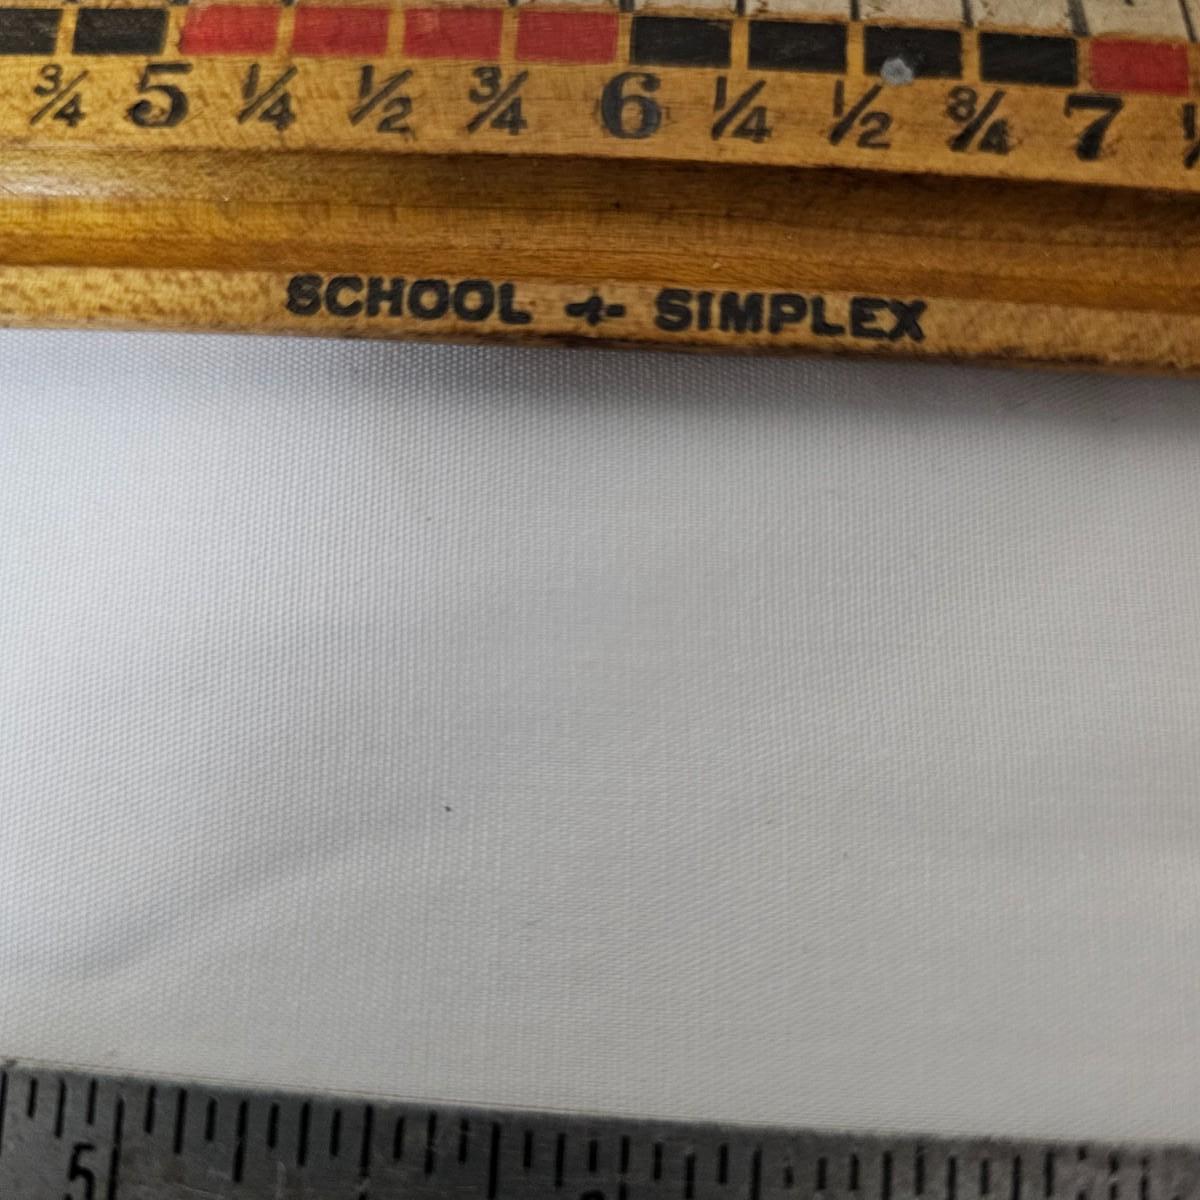 ¾ 5 ¼ ½ ¾ 6 ¼ ½ ¾ 7
SCHOOL -A- SIMPLEX
5